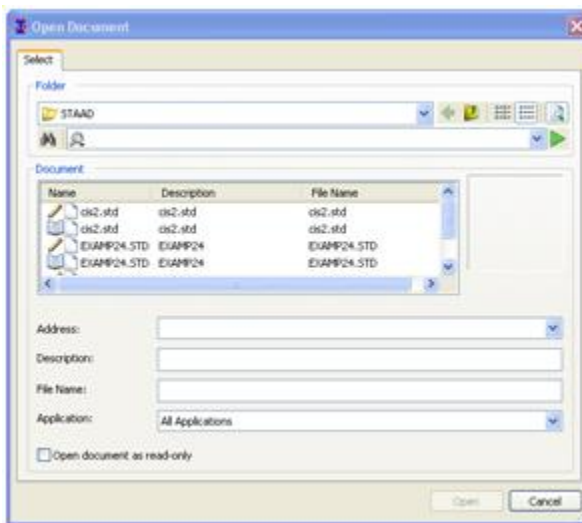 Open Document
Select
Folder
STAAD
Document
Name Description File Name
cis2.std cis2.std cis2.std
cis2.std cis2.std cis2.std
EXAMP24.STD EXAMP24 EXAMP24.STD
EXAMP24.STD EXAMP24 EXAMP24.STD
Address:
Description:
File Name:
Application: All Applications
Open document as read-only
Open Cancel